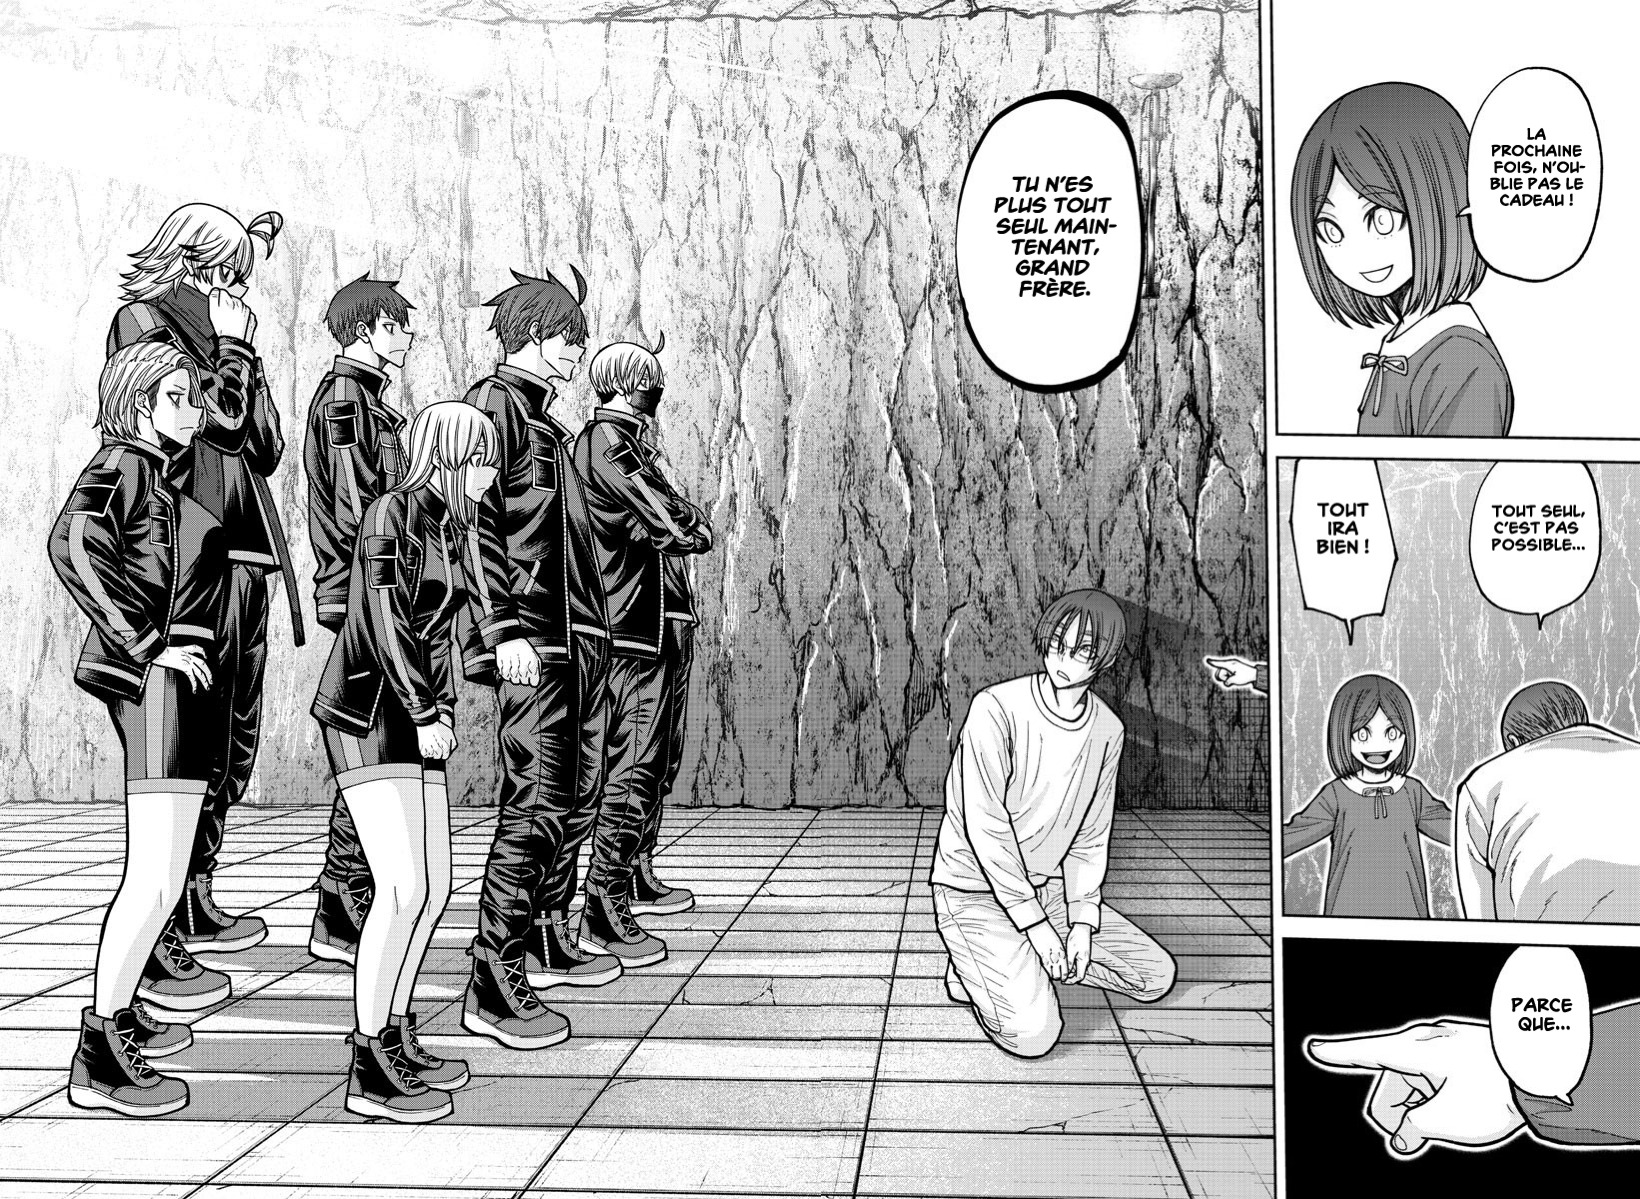 LA
PROCHAINE
FOIS, N'OU-
BLIE PAS LE
CADEAU !
TOUT SEUL,
C'EST PAS
POSSIBLE...
TOUT
IRA
BIEN !
PARCE
QUE...
TU N'ES
PLUS TOUT
SEUL MAIN-
TENANT,
GRAND
FRÈRE.